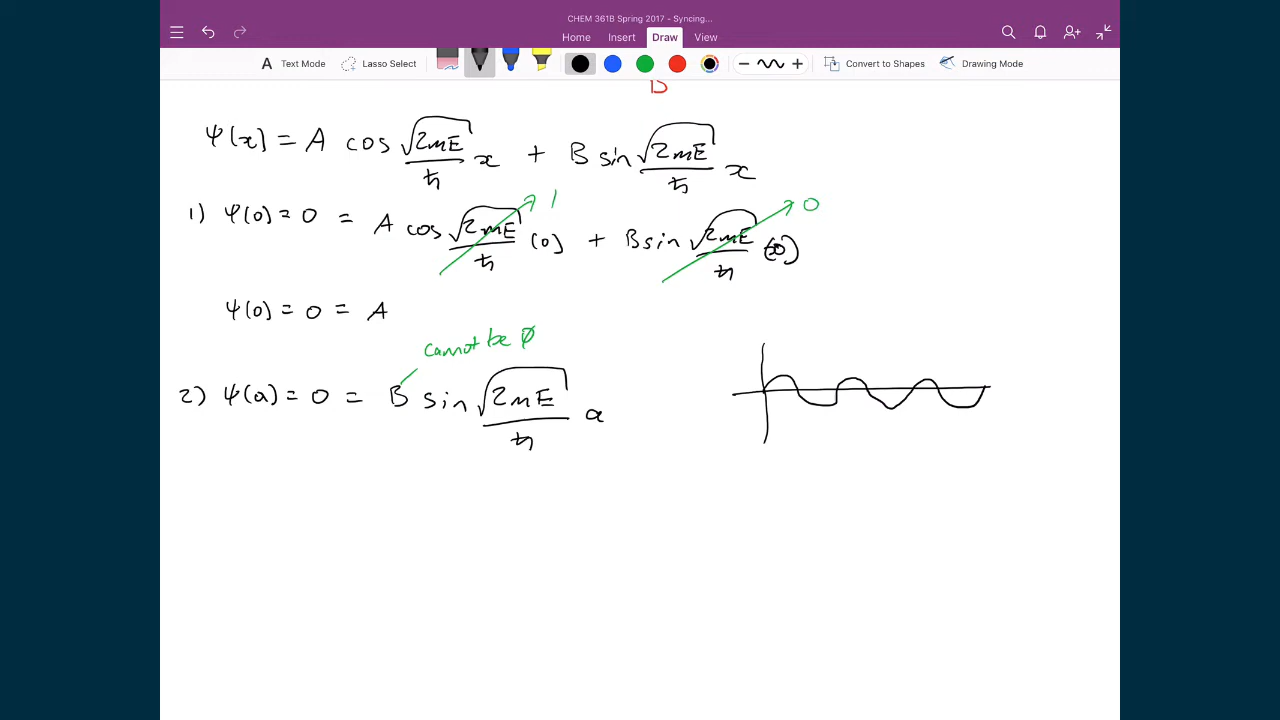 CHEM 361B Spring 2017 - Syncing...
Home Insert Draw View
Text Mode Lasso Select Convert to Shapes Drawing Mode
ψ(x) = A cos √2mE/ħ x + B sin √2mE/ħ x
1) ψ(0) = 0 = A cos √2mE/ħ (0) + B sin √2mE/ħ (0)
1 0
ψ(0) = 0 = A
cannot be 0
2) ψ(a) = 0 = B sin √2mE/ħ a